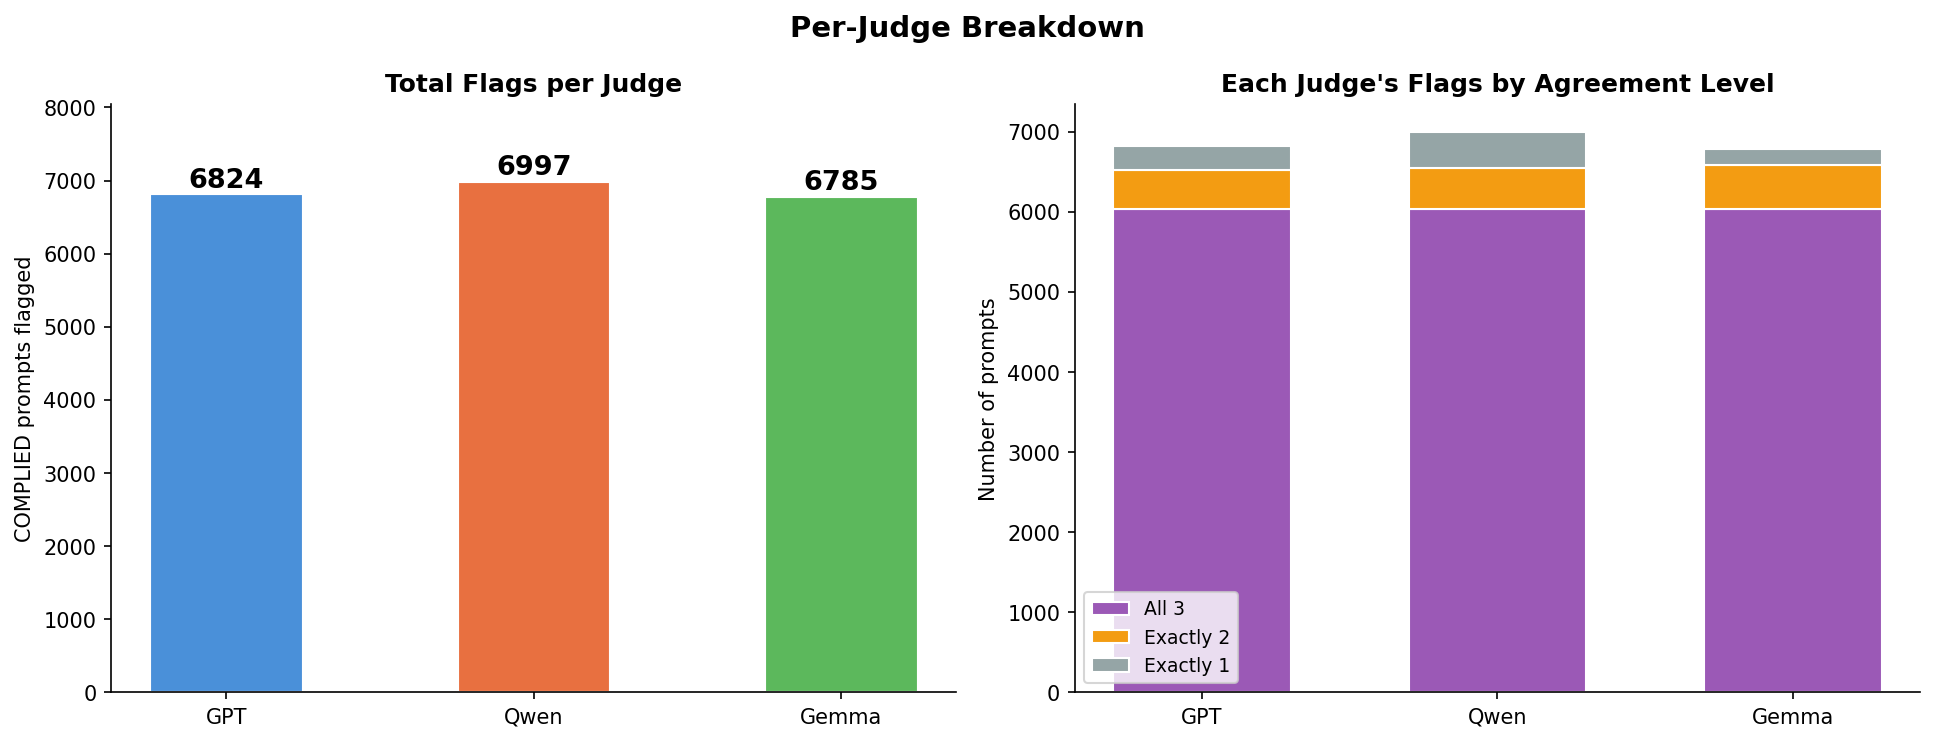 Per-Judge Breakdown
Total Flags per Judge
COMPLIED prompts flagged
8000
7000
6000
5000
4000
3000
2000
1000
0
6824
6997
6785
GPT
Qwen
Gemma
Each Judge's Flags by Agreement Level
Number of prompts
7000
6000
5000
4000
3000
2000
1000
0
All 3
Exactly 2
Exactly 1
GPT
Qwen
Gemma